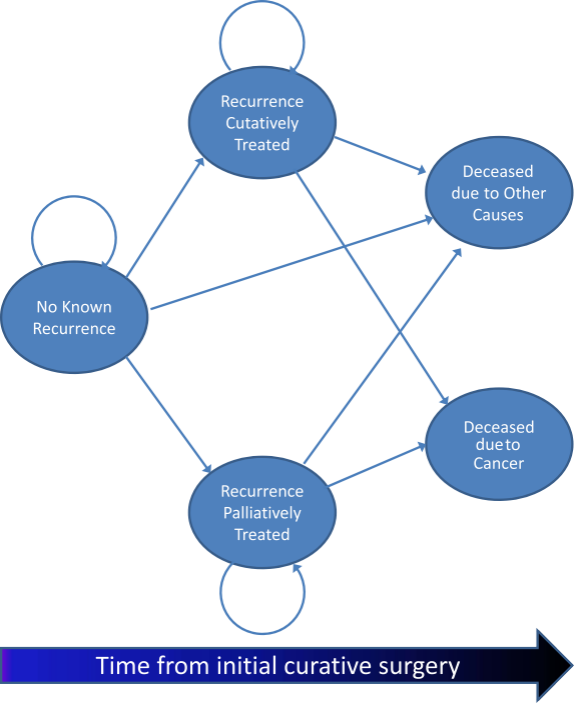 Recurrence
Cutatively
Treated
Deceased
due to Other
Causes
No Known
Recurrence
Deceased
due to
Cancer
Recurrence
Palliatively
Treated
Time from initial curative surgery